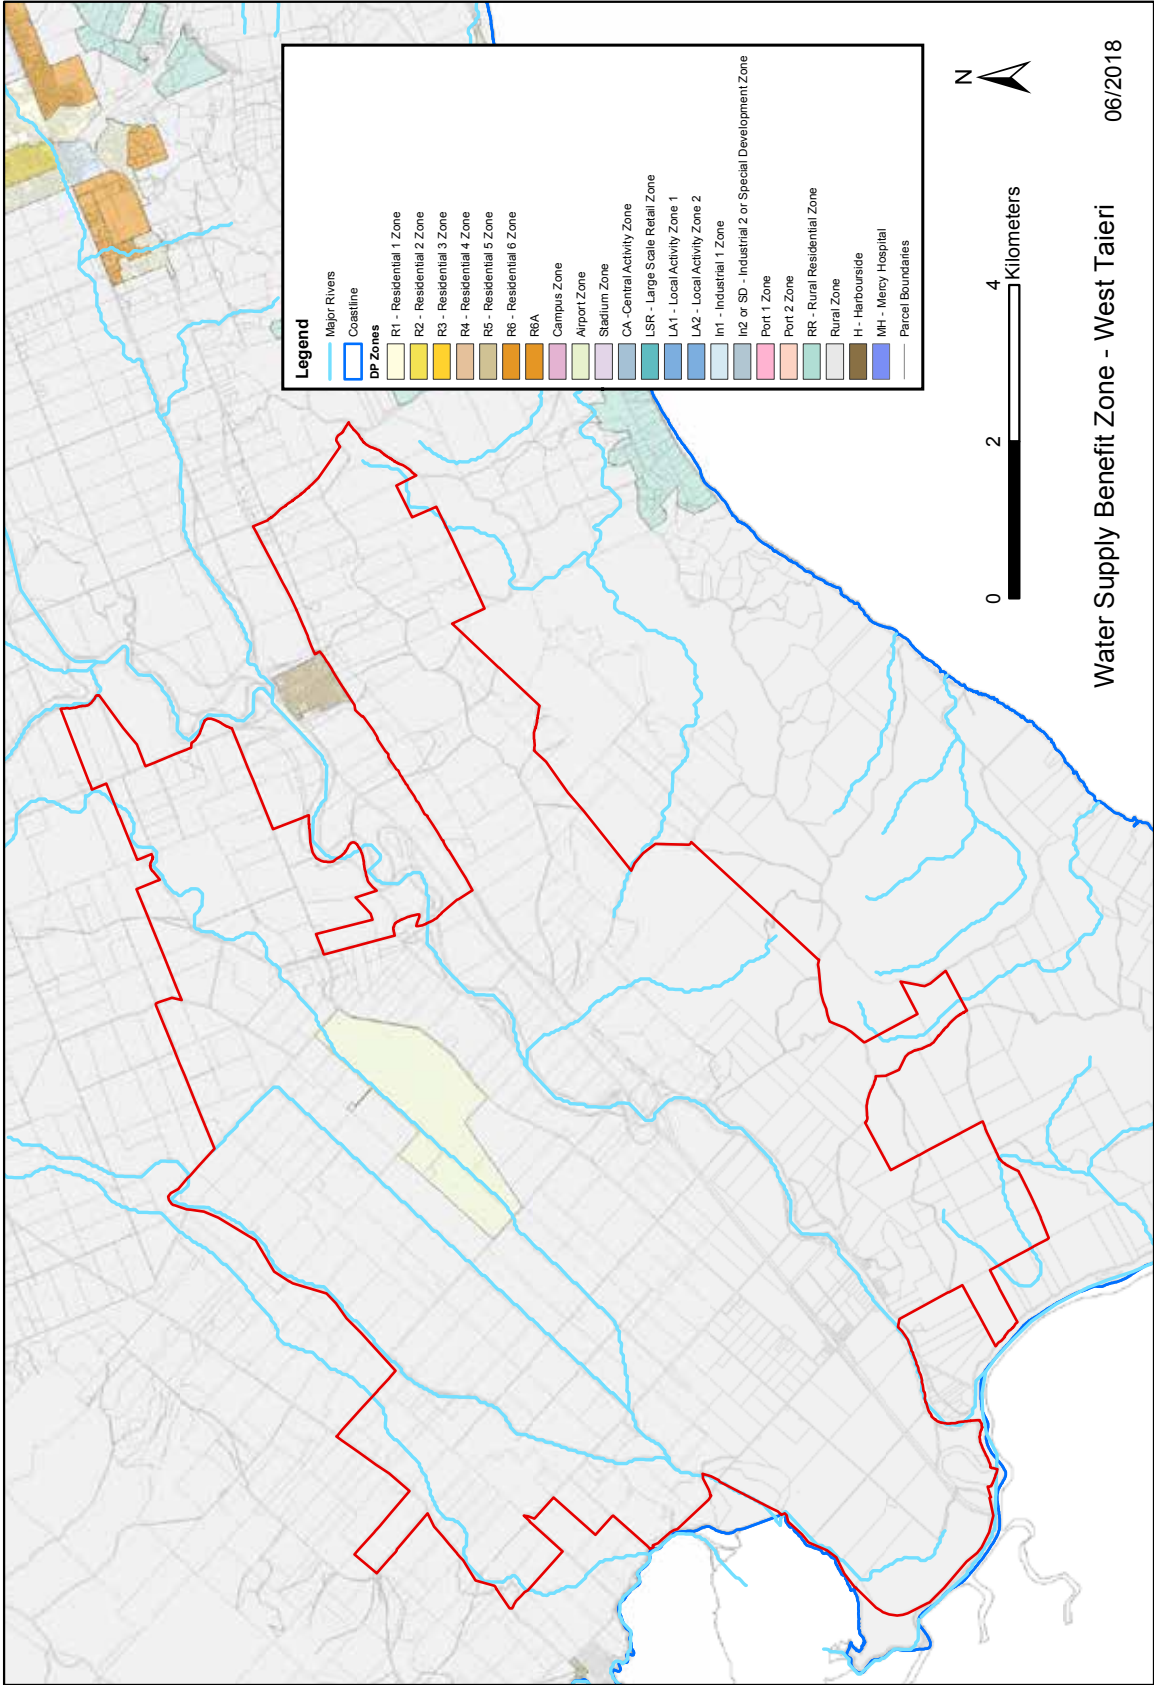 Legend
Major Rivers
Coastline
DP Zones
R1 - Residential 1 Zone
R2 - Residential 2 Zone
R3 - Residential 3 Zone
R4 - Residential 4 Zone
R5 - Residential 5 Zone
R6 - Residential 6 Zone
R6A
Campus Zone
Airport Zone
Stadium Zone
CA -Central Activity Zone
LSR - Large Scale Retail Zone
LA1 - Local Activity Zone 1
LA2 - Local Activity Zone 2
In1 - Industrial 1 Zone
In2 or SD - Industrial 2 or Special Development Zone
Port 1 Zone
Port 2 Zone
RR - Rural Residential Zone
Rural Zone
H - Harbourside
MH - Mercy Hospital
Parcel Boundaries
N
0 2 4
Kilometers
Water Supply Benefit Zone - West Taieri 06/2018